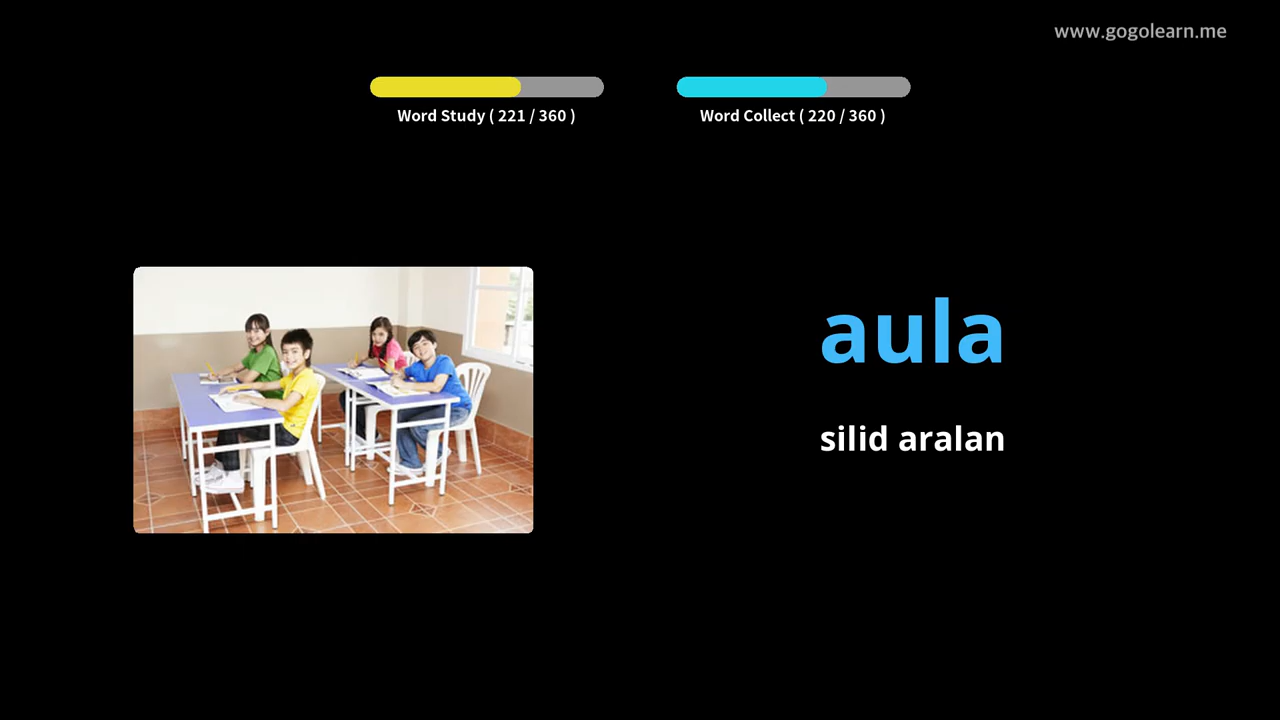 www.gogolearn.me
Word Study ( 221 / 360 )
Word Collect ( 220 / 360 )
aula
silid aralan